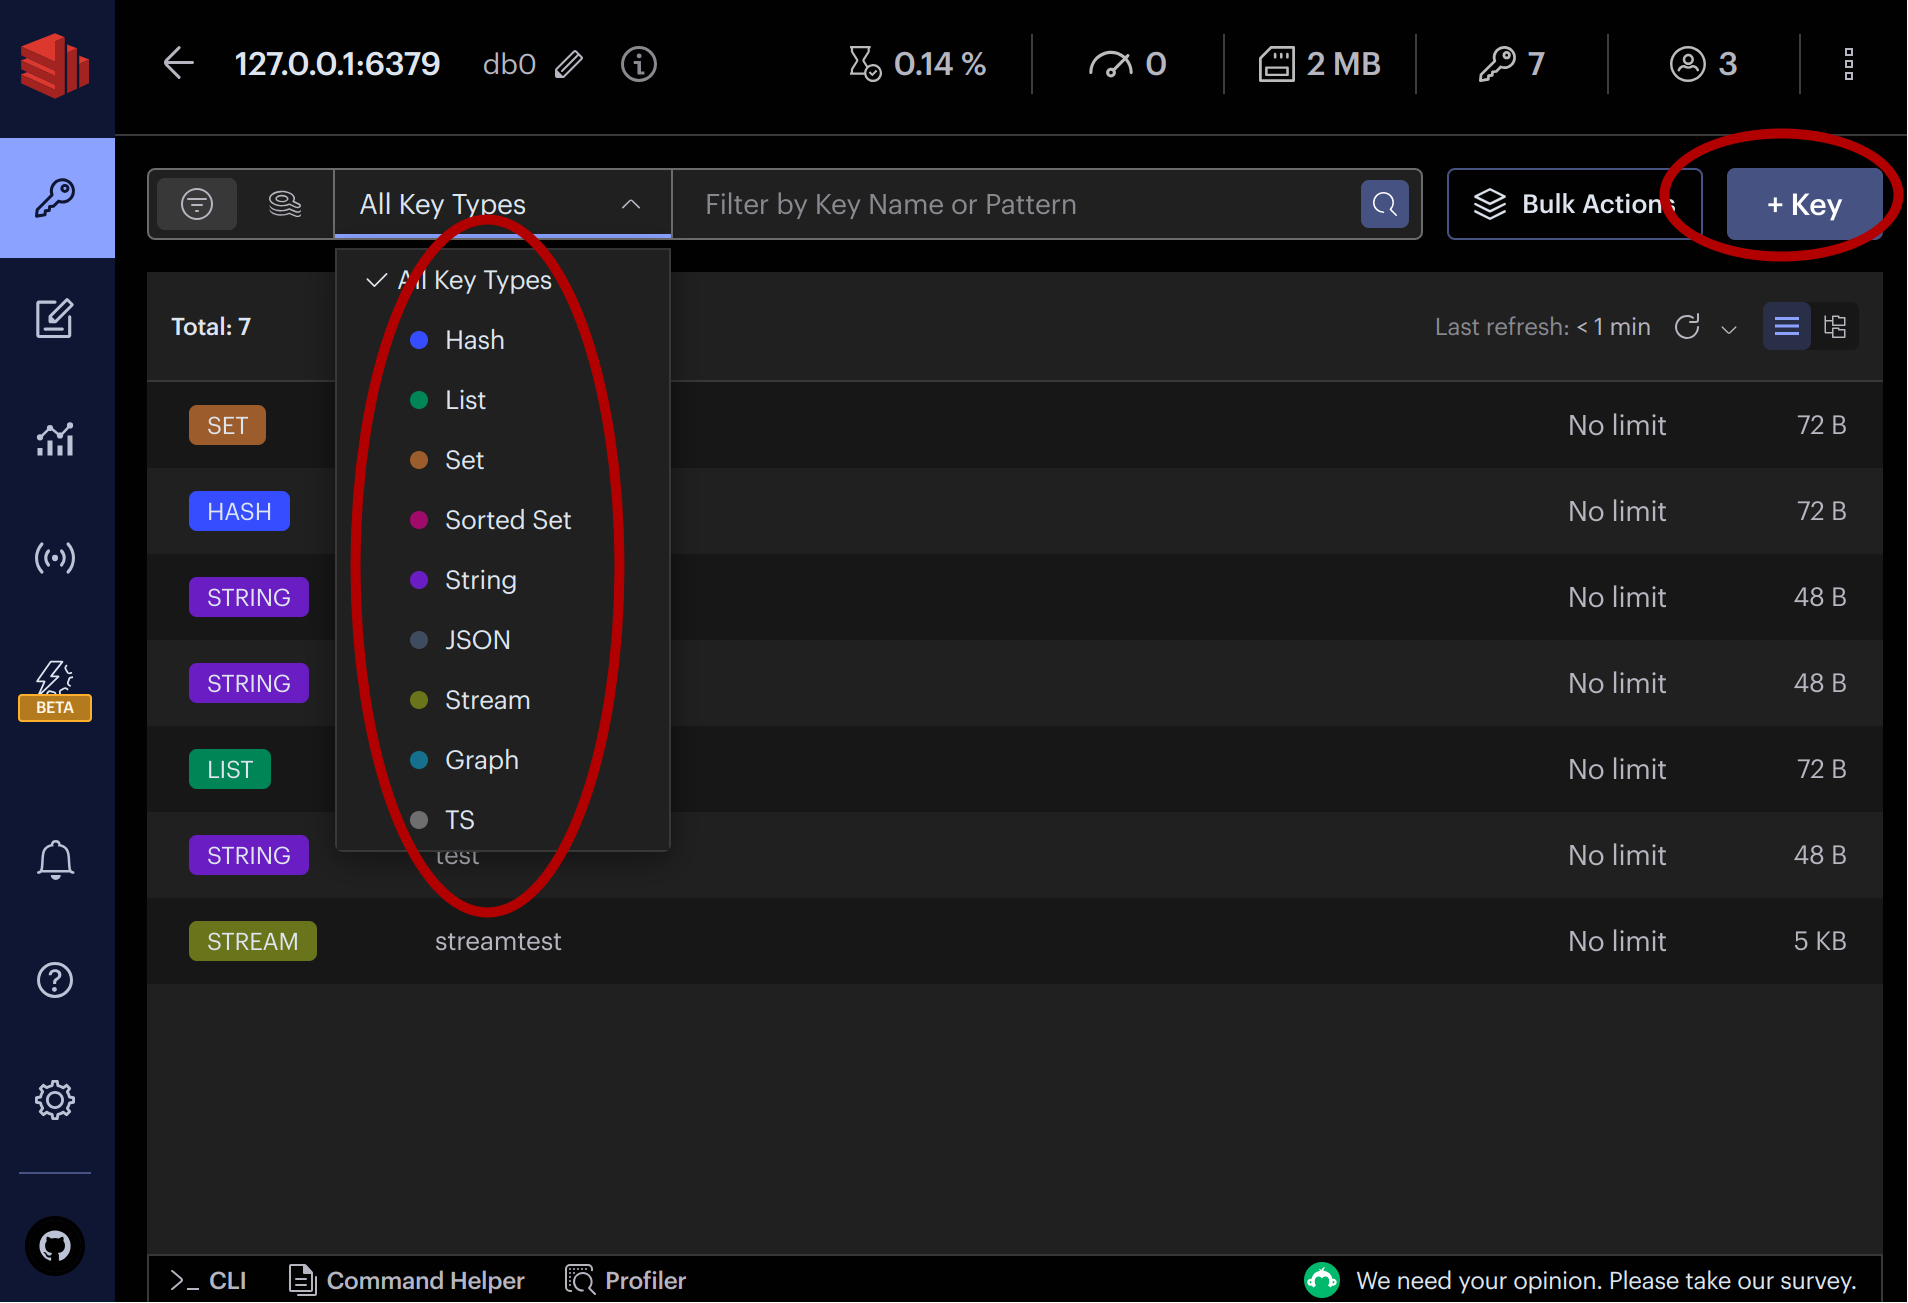 127.0.0.1:6379 db0 0.14 % 0 2 MB 7 3
All Key Types Filter by Key Name or Pattern Bulk Actions + Key
All Key Types
Hash
List
Set
Sorted Set
String
JSON
Stream
Graph
TS
Total: 7 Last refresh: < 1 min
SET No limit 72 B
HASH No limit 72 B
STRING No limit 48 B
STRING No limit 48 B
LIST No limit 72 B
STRING test No limit 48 B
STREAM streamtest No limit 5 KB
BETA
>_ CLI Command Helper Profiler We need your opinion. Please take our survey.